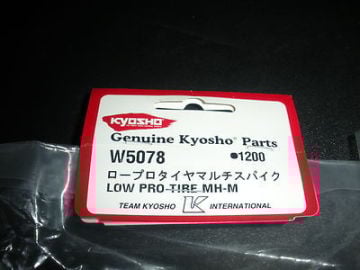 KYOSHO
Genuine Kyosho® Parts
W5078 ●1200
ロープロタイヤマルチスパイク
LOW PRO TIRE MH-M
TEAM KYOSHO K INTERNATIONAL